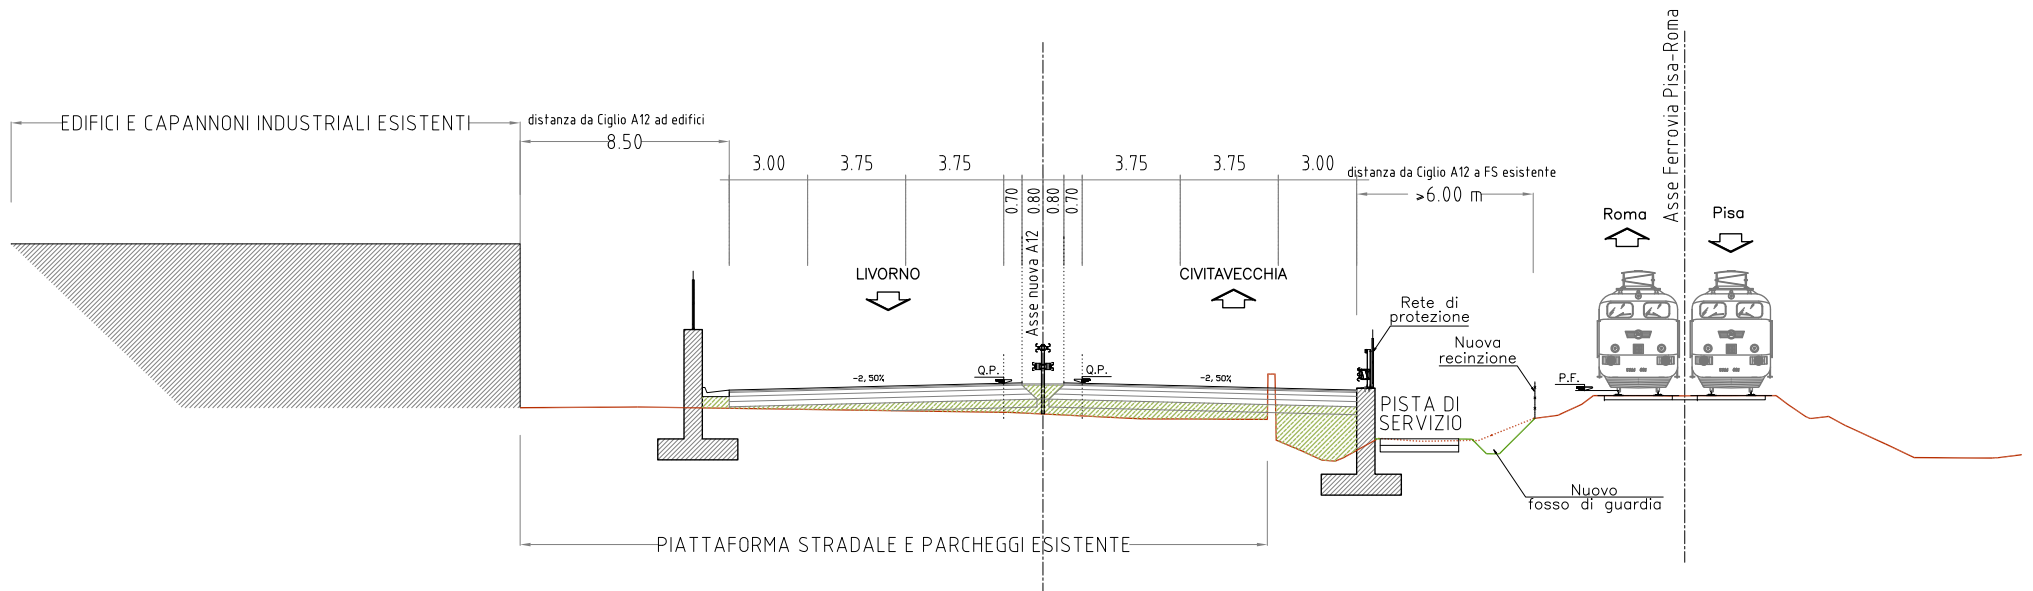 Asse Ferrovia Pisa-Roma
EDIFICI E CAPANNONI INDUSTRIALI ESISTENTI
distanza da Ciglio A12 ad edifici
8.50
3.00
3.75
3.75
3.75
3.75
3.00
distanza da Ciglio A12 a FS esistente
≥6.00 m
0.70
0.80
0.80
0.70
Roma
Pisa
Asse nuova A12
LIVORNO
CIVITAVECCHIA
Rete di
protezione
Nuova
recinzione
Q.P.
Q.P.
-2,50%
-2,50%
P.F.
PISTA DI
SERVIZIO
Nuovo
fosso di guardia
PIATTAFORMA STRADALE E PARCHEGGI ESISTENTE